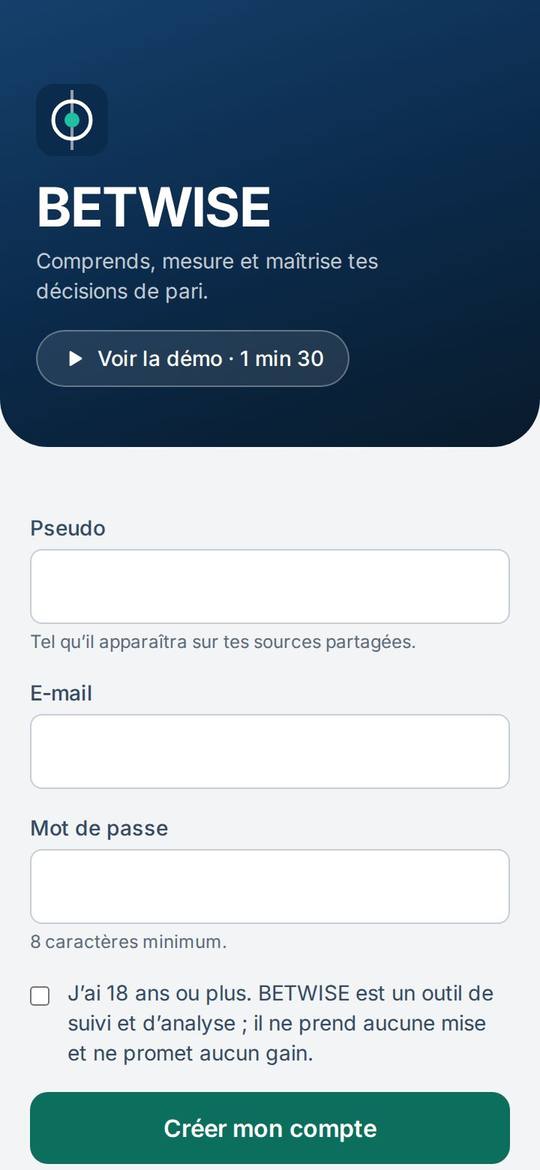 BETWISE
Comprends, mesure et maîtrise tes
décisions de pari.
Voir la démo · 1 min 30
Pseudo
Tel qu’il apparaîtra sur tes sources partagées.
E-mail
Mot de passe
8 caractères minimum.
J’ai 18 ans ou plus. BETWISE est un outil de
suivi et d’analyse ; il ne prend aucune mise
et ne promet aucun gain.
Créer mon compte